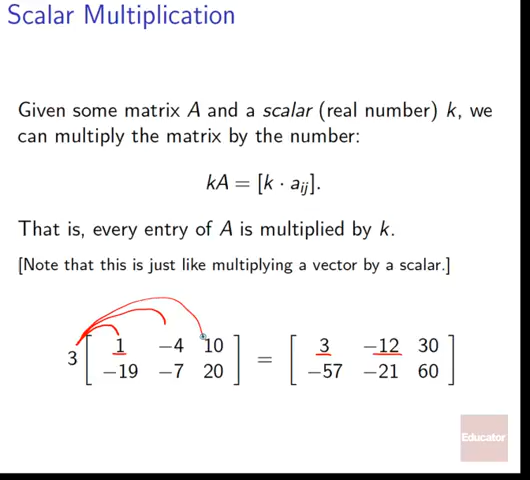 Scalar Multiplication
Given some matrix A and a scalar (real number) k, we
can multiply the matrix by the number:
kA = [k · aij].
That is, every entry of A is multiplied by k.
[Note that this is just like multiplying a vector by a scalar.]
3 [ 1 −4 10 ] = [ 3 −12 30 ]
[ −19 −7 20 ] [ −57 −21 60 ]
Educator